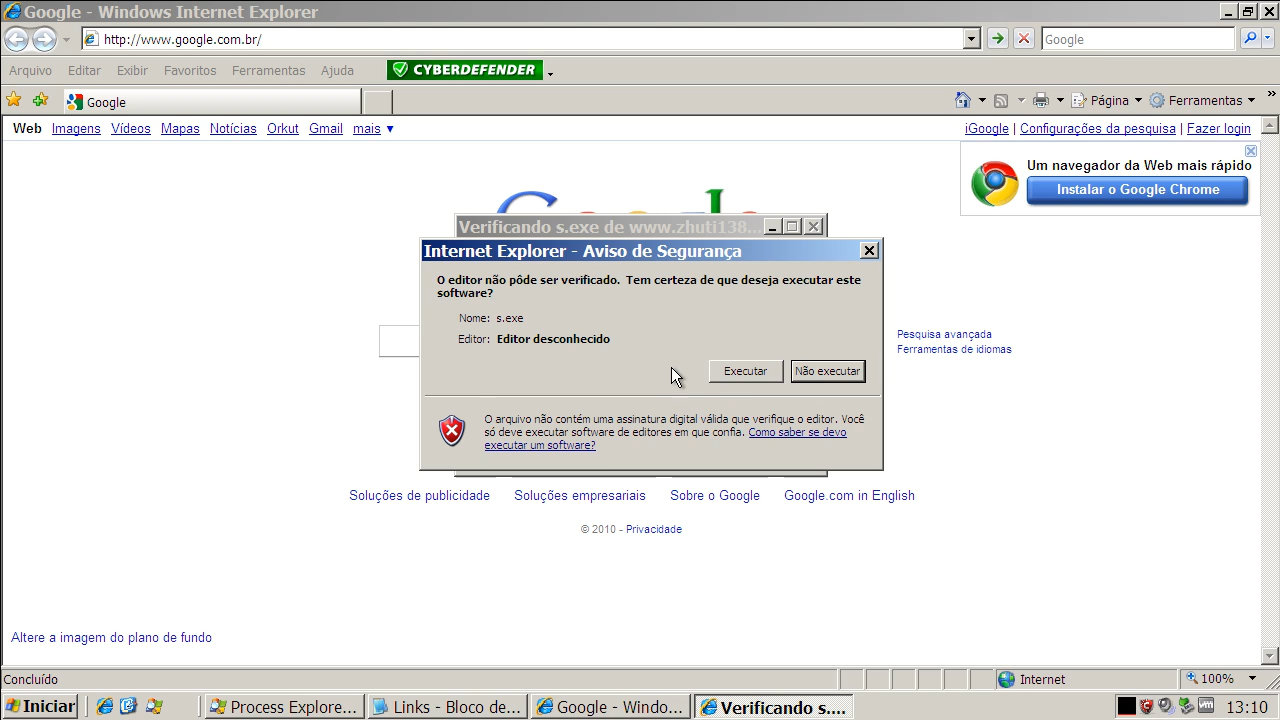 Google - Windows Internet Explorer
http://www.google.com.br/
Google
Arquivo Editar Exibir Favoritos Ferramentas Ajuda
CYBERDEFENDER
Google
Página Ferramentas »
Web Imagens Vídeos Mapas Notícias Orkut Gmail mais ▼
iGoogle | Configurações da pesquisa | Fazer login
Um navegador da Web mais rápido
Instalar o Google Chrome
Verificando s.exe de www.zhuti138...
Internet Explorer - Aviso de Segurança
O editor não pôde ser verificado. Tem certeza de que deseja executar este
software?
Nome: s.exe
Editor: Editor desconhecido
Executar Não executar
O arquivo não contém uma assinatura digital válida que verifique o editor. Você
só deve executar software de editores em que confia. Como saber se devo
executar um software?
Pesquisa avançada
Ferramentas de idiomas
Soluções de publicidade Soluções empresariais Sobre o Google Google.com in English
© 2010 - Privacidade
Altere a imagem do plano de fundo
Concluído
Internet
100%
Iniciar
Process Explore...
Links - Bloco de...
Google - Windo...
Verificando s....
13:10